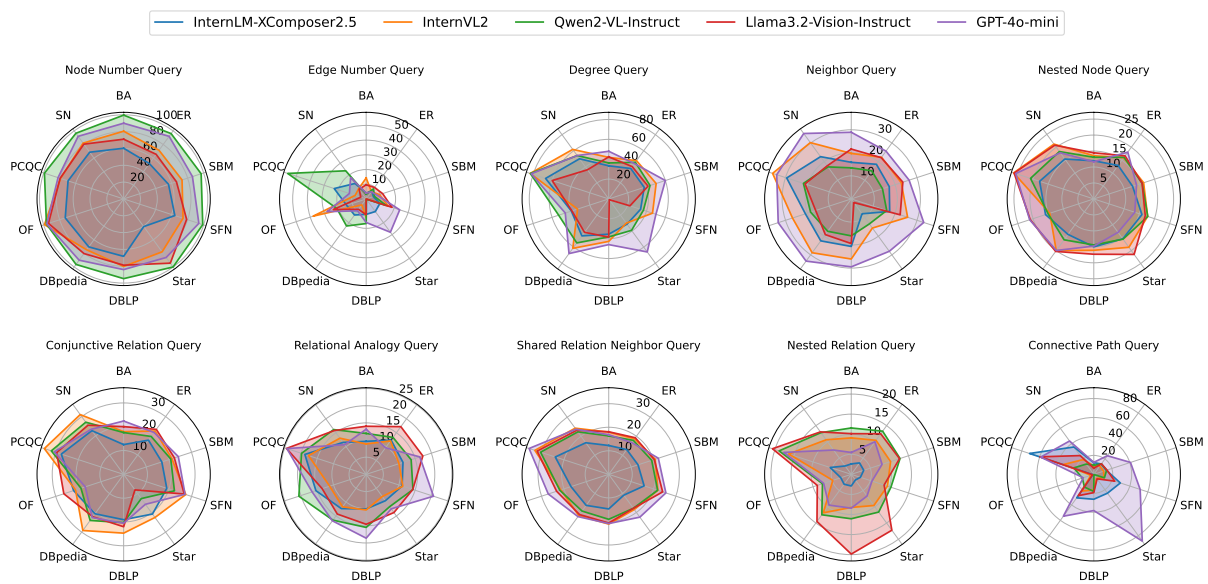 InternLM-XComposer2.5 InternVL2 Qwen2-VL-Instruct Llama3.2-Vision-Instruct GPT-4o-mini
Node Number Query Edge Number Query Degree Query Neighbor Query Nested Node Query
BA ER SBM SFN Star DBLP DBpedia OF PCQC SN 20 40 60 80 100
BA ER SBM SFN Star DBLP DBpedia OF PCQC SN 10 20 30 40 50
BA ER SBM SFN Star DBLP DBpedia OF PCQC SN 20 40 60 80
BA ER SBM SFN Star DBLP DBpedia OF PCQC SN 10 20 30
BA ER SBM SFN Star DBLP DBpedia OF PCQC SN 5 10 15 20 25
Conjunctive Relation Query Relational Analogy Query Shared Relation Neighbor Query Nested Relation Query Connective Path Query
BA ER SBM SFN Star DBLP DBpedia OF PCQC SN 10 20 30
BA ER SBM SFN Star DBLP DBpedia OF PCQC SN 5 10 15 20 25
BA ER SBM SFN Star DBLP DBpedia OF PCQC SN 10 20 30
BA ER SBM SFN Star DBLP DBpedia OF PCQC SN 5 10 15 20
BA ER SBM SFN Star DBLP DBpedia OF PCQC SN 20 40 60 80